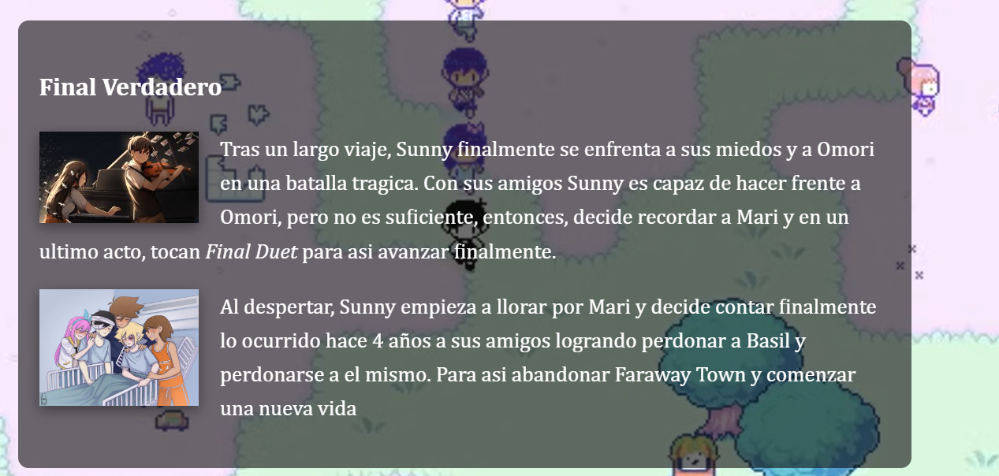 Final Verdadero
Tras un largo viaje, Sunny finalmente se enfrenta a sus miedos y a Omori
en una batalla tragica. Con sus amigos Sunny es capaz de hacer frente a
Omori, pero no es suficiente, entonces, decide recordar a Mari y en un
ultimo acto, tocan Final Duet para asi avanzar finalmente.
Al despertar, Sunny empieza a llorar por Mari y decide contar finalmente
lo ocurrido hace 4 años a sus amigos logrando perdonar a Basil y
perdonarse a el mismo. Para asi abandonar Faraway Town y comenzar
una nueva vida